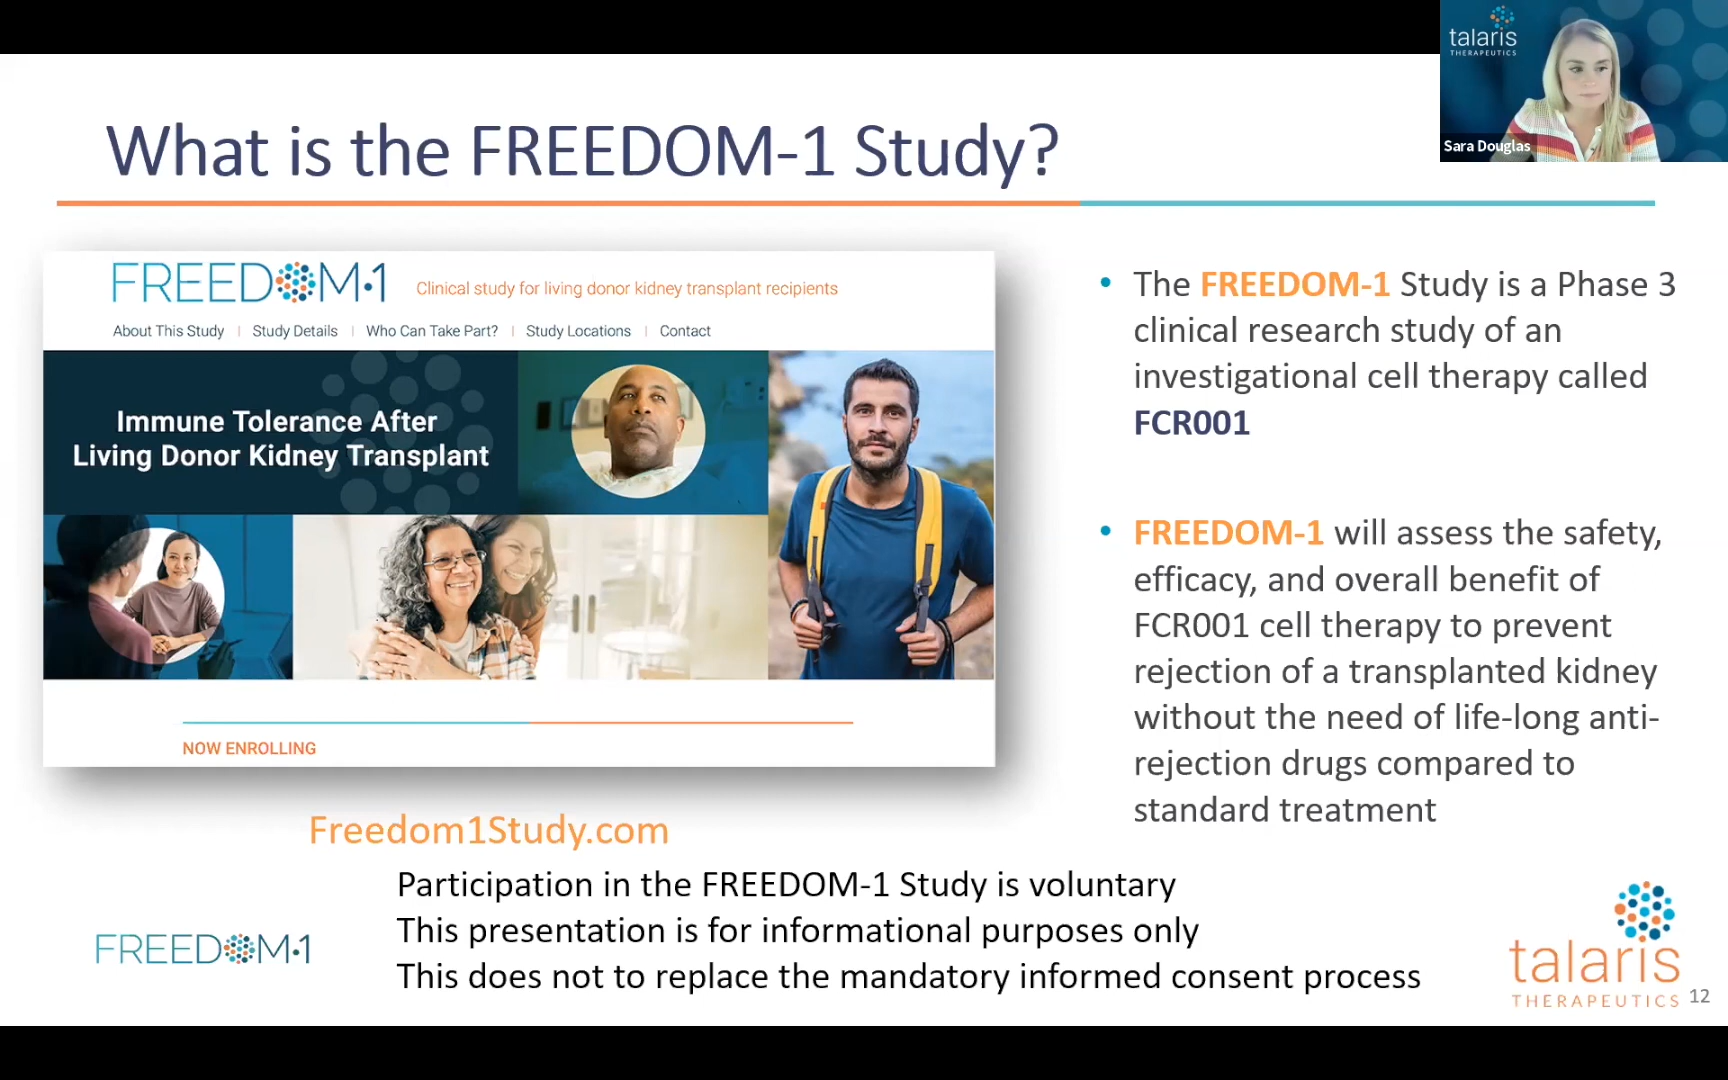 talaris
THERAPEUTICS
Sara Douglas
What is the FREEDOM-1 Study?
FREEDOM·1
Clinical study for living donor kidney transplant recipients
About This Study | Study Details | Who Can Take Part? | Study Locations | Contact
Immune Tolerance After
Living Donor Kidney Transplant
NOW ENROLLING
Freedom1Study.com
• The FREEDOM-1 Study is a Phase 3
clinical research study of an
investigational cell therapy called
FCR001
• FREEDOM-1 will assess the safety,
efficacy, and overall benefit of
FCR001 cell therapy to prevent
rejection of a transplanted kidney
without the need of life-long anti-
rejection drugs compared to
standard treatment
Participation in the FREEDOM-1 Study is voluntary
This presentation is for informational purposes only
This does not to replace the mandatory informed consent process
FREEDOM·1
talaris
THERAPEUTICS
12